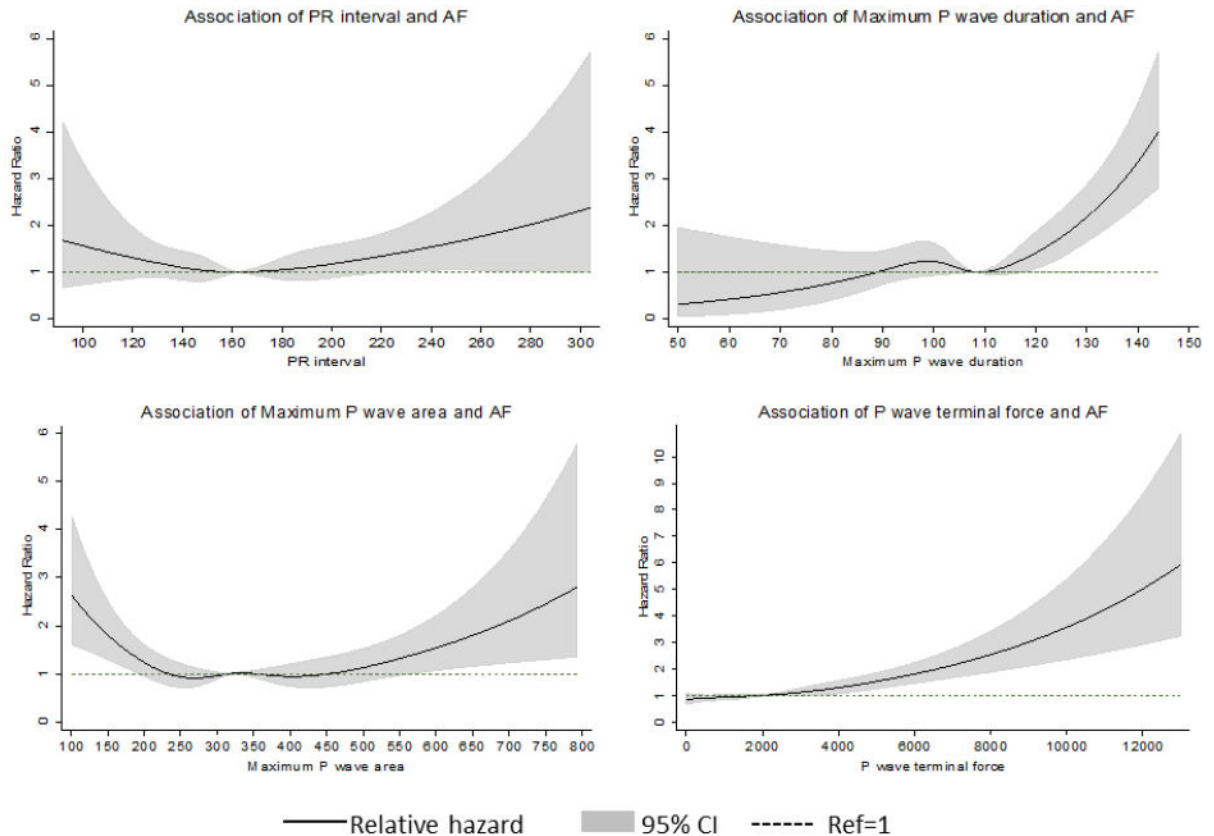 Association of PR interval and AF
Hazard Ratio
6
5
4
3
2
1
0
100 120 140 160 180 200 220 240 260 280 300
PR interval
Association of Maximum P wave duration and AF
Hazard Ratio
6
5
4
3
2
1
0
50 60 70 80 90 100 110 120 130 140 150
Maximum P wave duration
Association of Maximum P wave area and AF
Hazard Ratio
6
5
4
3
2
1
0
100 150 200 250 300 350 400 450 500 550 600 650 700 750 800
Maximum P wave area
Association of P wave terminal force and AF
Hazard Ratio
10
9
8
7
6
5
4
3
2
1
0
0 2000 4000 6000 8000 10000 12000
P wave terminal force
Relative hazard 95% CI Ref=1